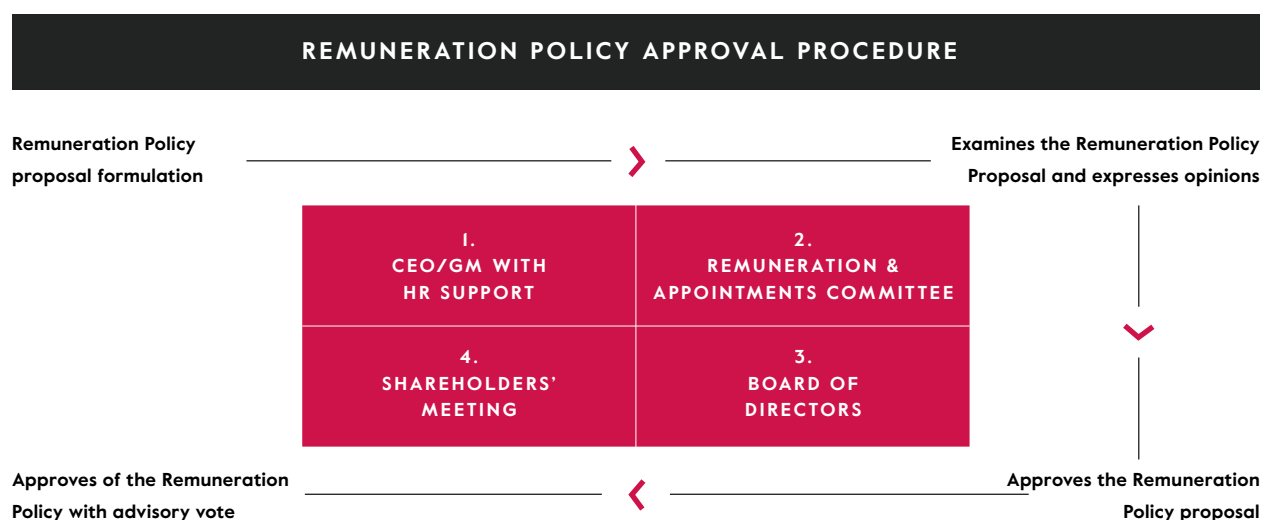 REMUNERATION POLICY APPROVAL PROCEDURE
Remuneration Policy
proposal formulation
Examines the Remuneration Policy
Proposal and expresses opinions
1.
CEO/GM WITH
HR SUPPORT
2.
REMUNERATION &
APPOINTMENTS COMMITTEE
4.
SHAREHOLDERS'
MEETING
3.
BOARD OF
DIRECTORS
Approves of the Remuneration
Policy with advisory vote
Approves the Remuneration
Policy proposal